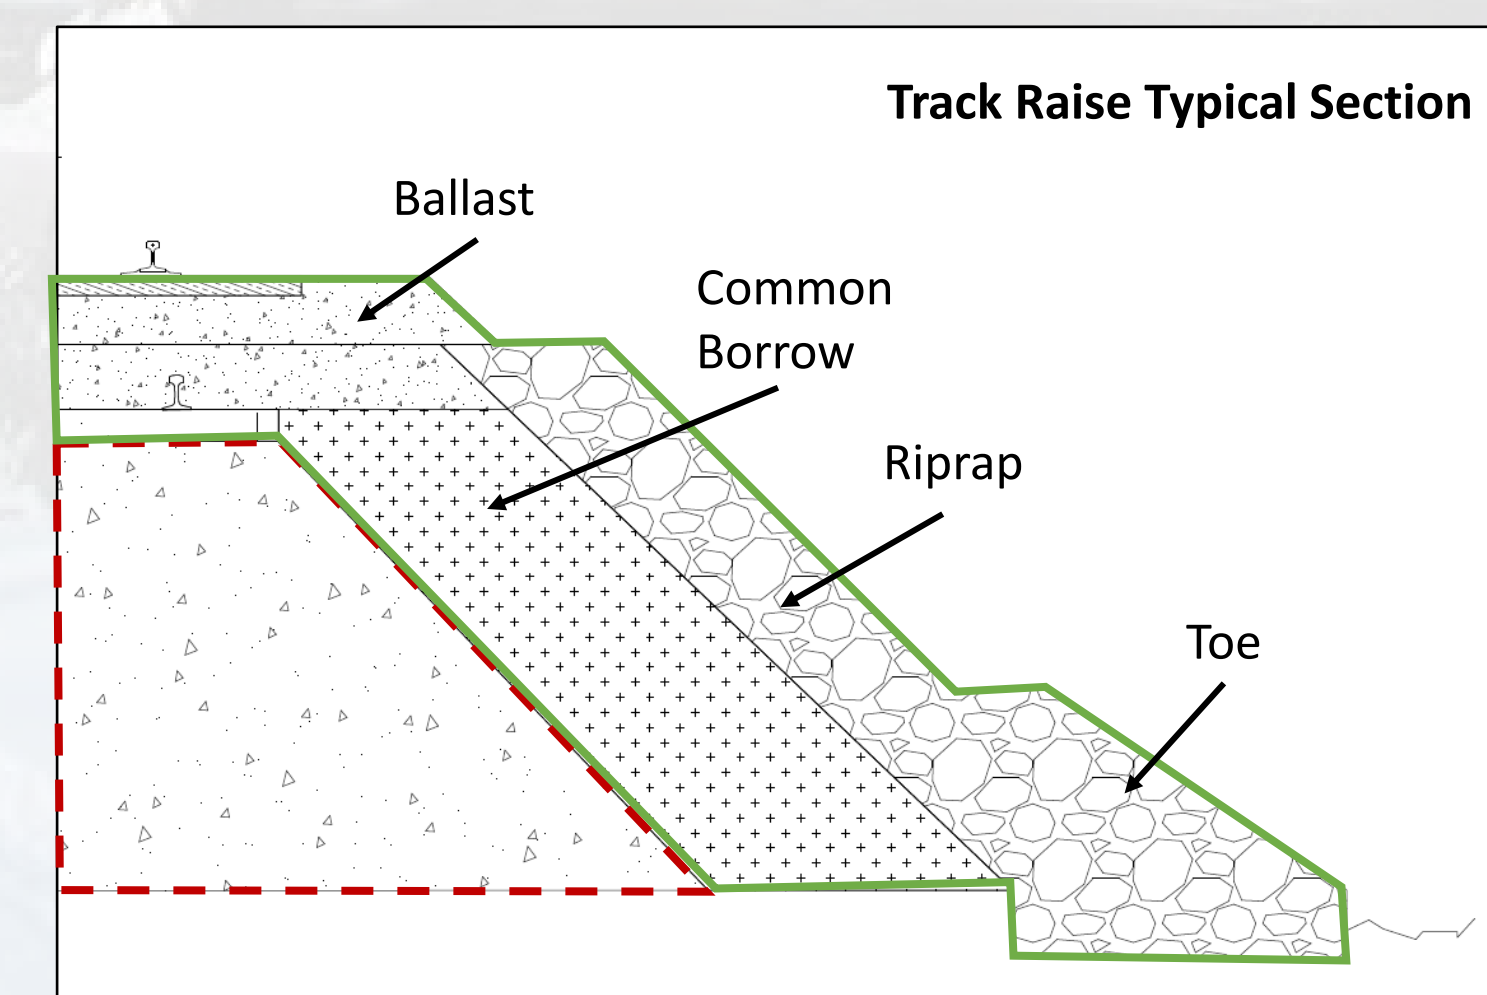 Track Raise Typical Section
Ballast
Common
Borrow
Riprap
Toe